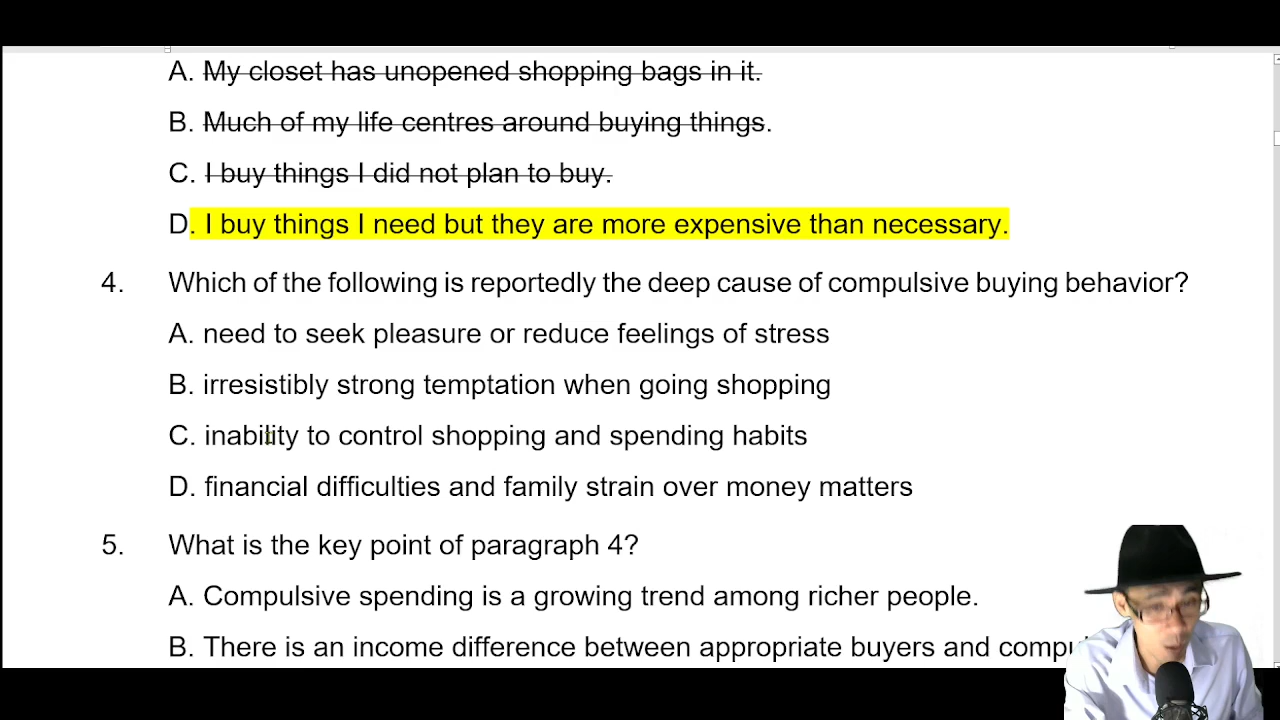 A. My closet has unopened shopping bags in it.
B. Much of my life centres around buying things.
C. I buy things I did not plan to buy.
D. I buy things I need but they are more expensive than necessary.
4. Which of the following is reportedly the deep cause of compulsive buying behavior?
A. need to seek pleasure or reduce feelings of stress
B. irresistibly strong temptation when going shopping
C. inability to control shopping and spending habits
D. financial difficulties and family strain over money matters
5. What is the key point of paragraph 4?
A. Compulsive spending is a growing trend among richer people.
B. There is an income difference between appropriate buyers and